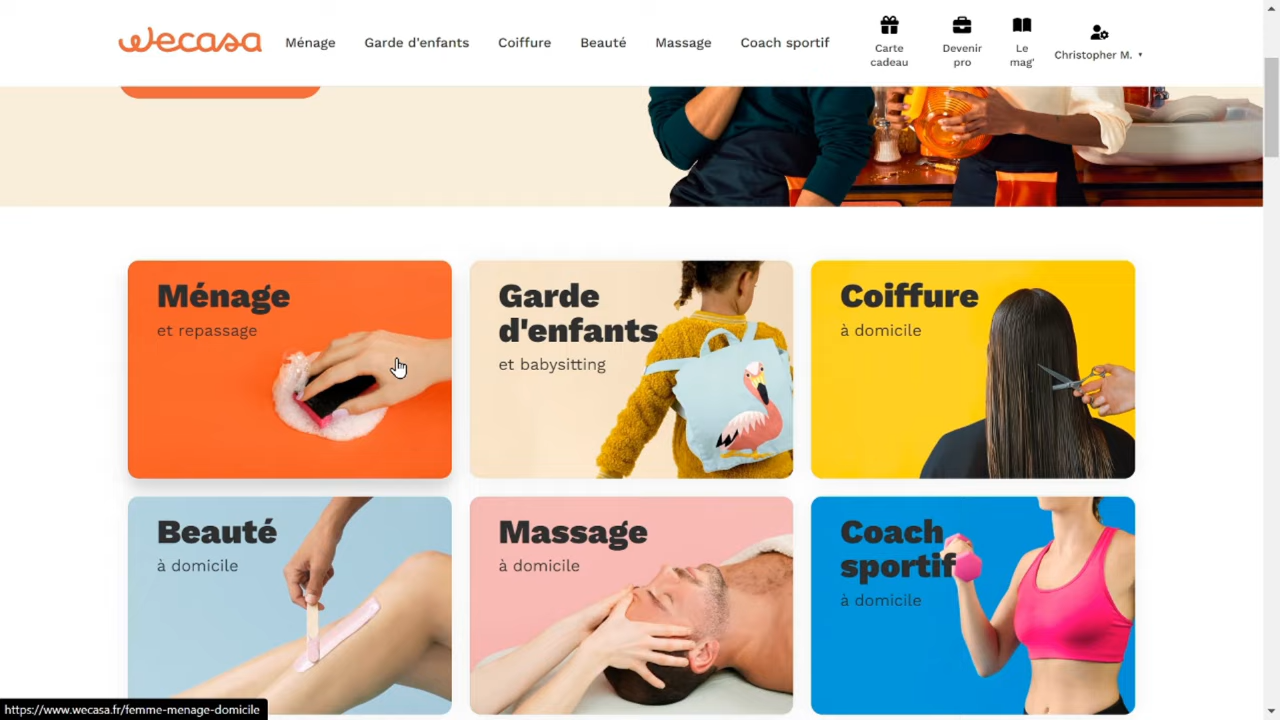 wecasa
Ménage
Garde d'enfants
Coiffure
Beauté
Massage
Coach sportif
Carte
cadeau
Devenir
pro
Le
mag'
Christopher M.
Ménage
et repassage
Garde
d'enfants
et babysitting
Coiffure
à domicile
Beauté
à domicile
Massage
à domicile
Coach
sportif
à domicile
https://www.wecasa.fr/femme-menage-domicile